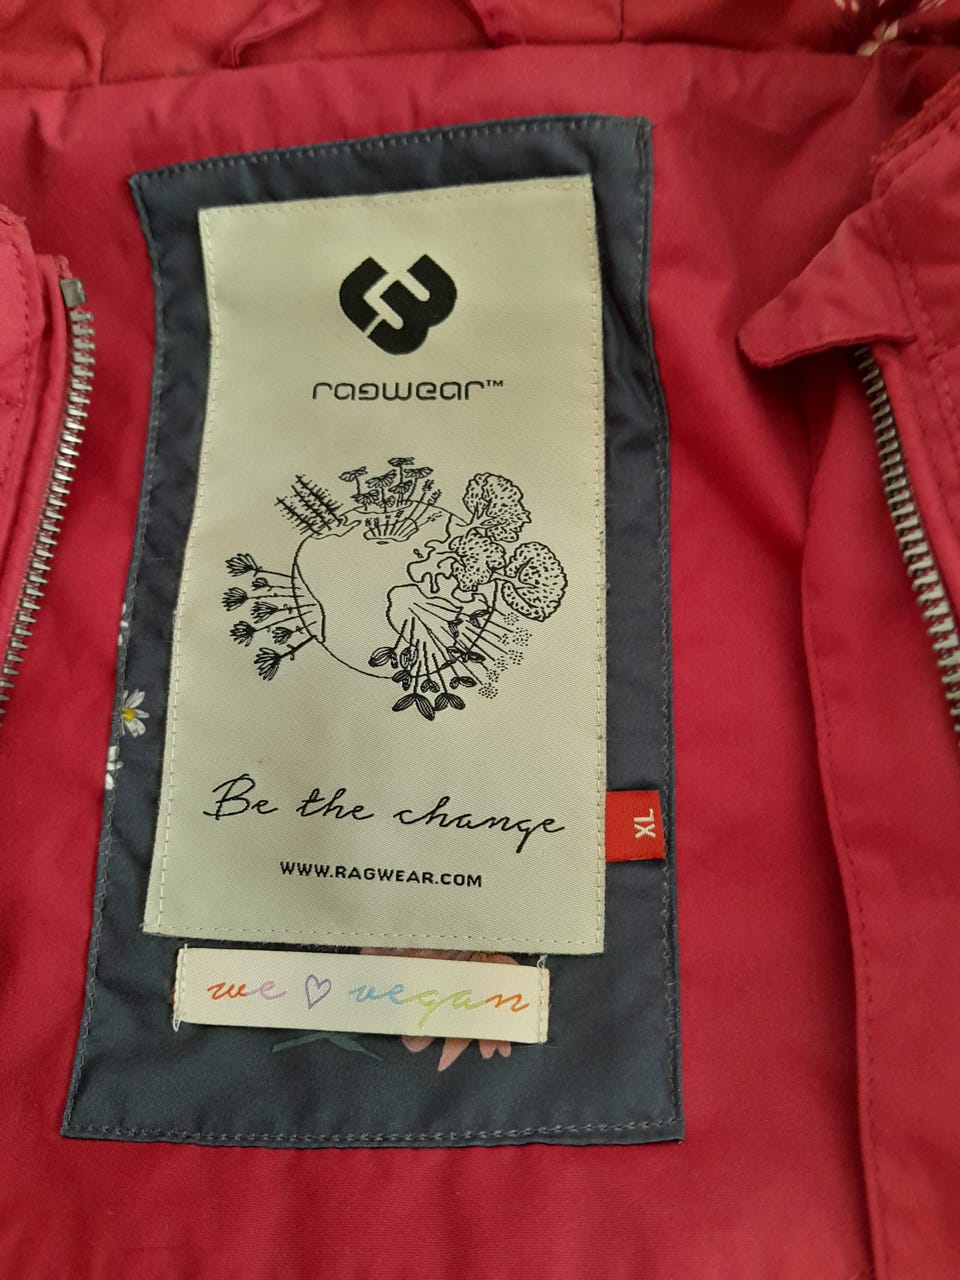 ragwear™
Be the change
XL
WWW.RAGWEAR.COM
we ♡ vegan